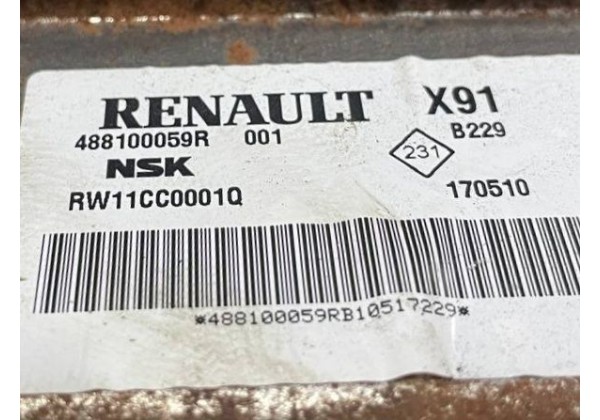 RENAULT X91
488100059R 001 B229
231
NSK
RW11CC0001Q 170510
*488100059RB10517229*